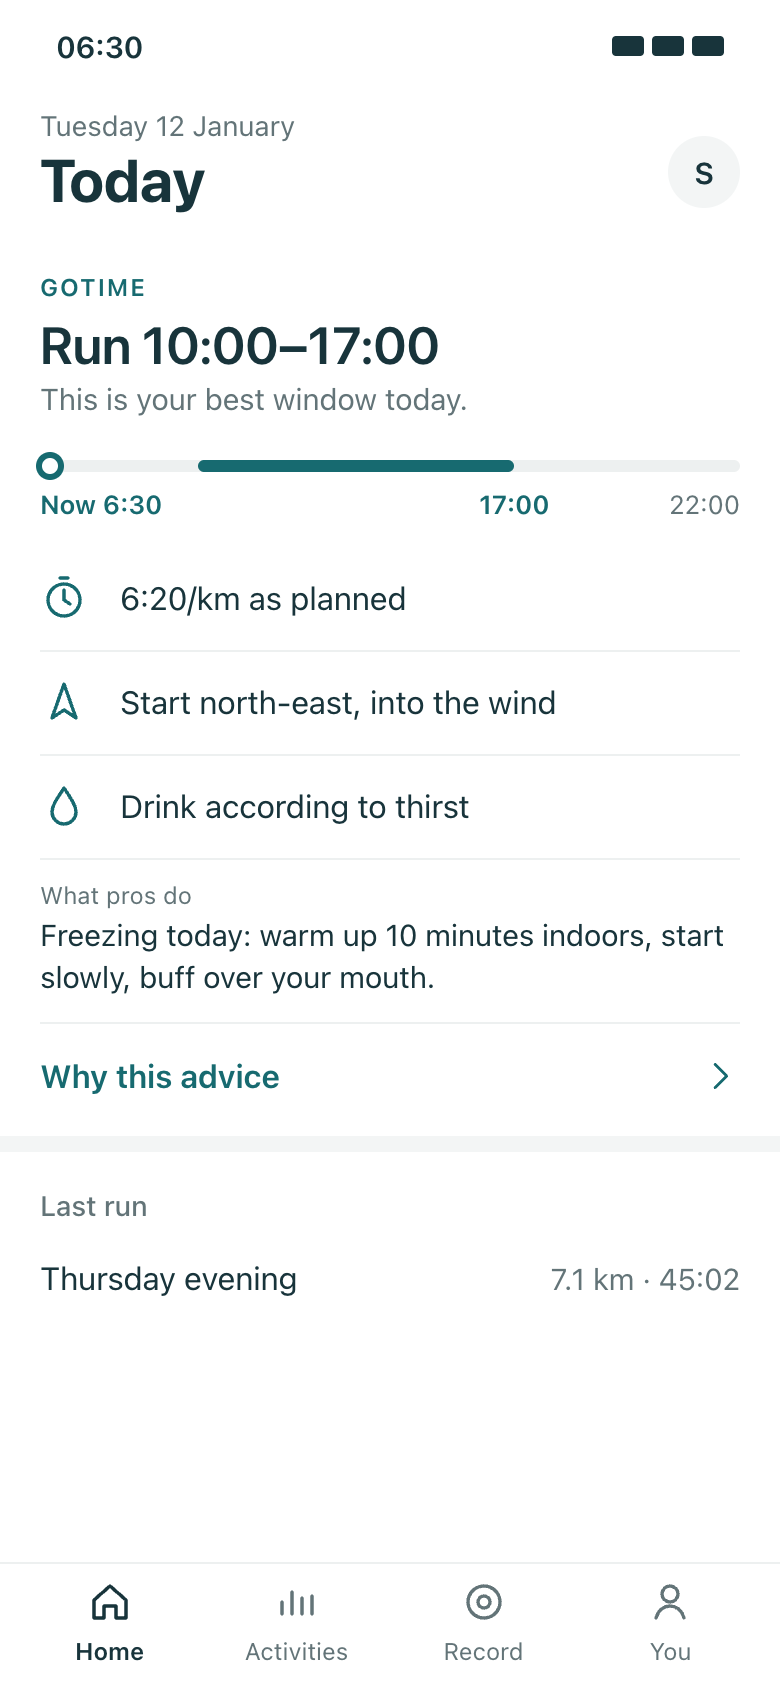 06:30
Tuesday 12 January
Today
S
GOTIME
Run 10:00–17:00
This is your best window today.
Now 6:30
17:00
22:00
6:20/km as planned
Start north-east, into the wind
Drink according to thirst
What pros do
Freezing today: warm up 10 minutes indoors, start
slowly, buff over your mouth.
Why this advice
Last run
Thursday evening
7.1 km · 45:02
Home
Activities
Record
You